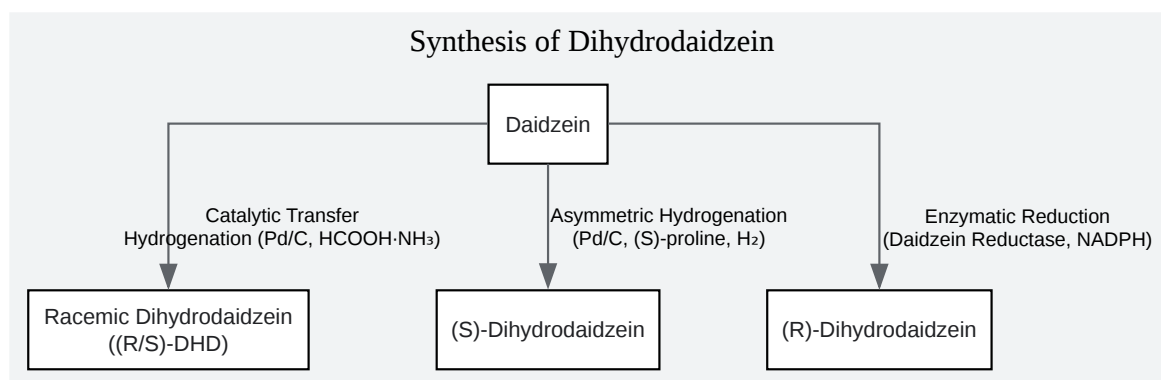 Synthesis of Dihydrodaidzein
Daidzein
Catalytic Transfer
Hydrogenation (Pd/C, HCOOH·NH₃)
Asymmetric Hydrogenation
(Pd/C, (S)-proline, H₂)
Enzymatic Reduction
(Daidzein Reductase, NADPH)
Racemic Dihydrodaidzein
((R/S)-DHD)
(S)-Dihydrodaidzein
(R)-Dihydrodaidzein